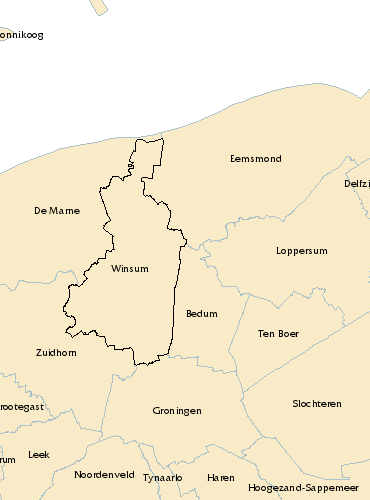 onnikoog
Eemsmond
Delfzi
De Marne
Loppersum
Winsum
Bedum
Ten Boer
Zuidhorn
Slochteren
rootegast
Groningen
Leek
rum
Noordenveld
Tynaarlo
Haren
Hoogezand-Sappemeer